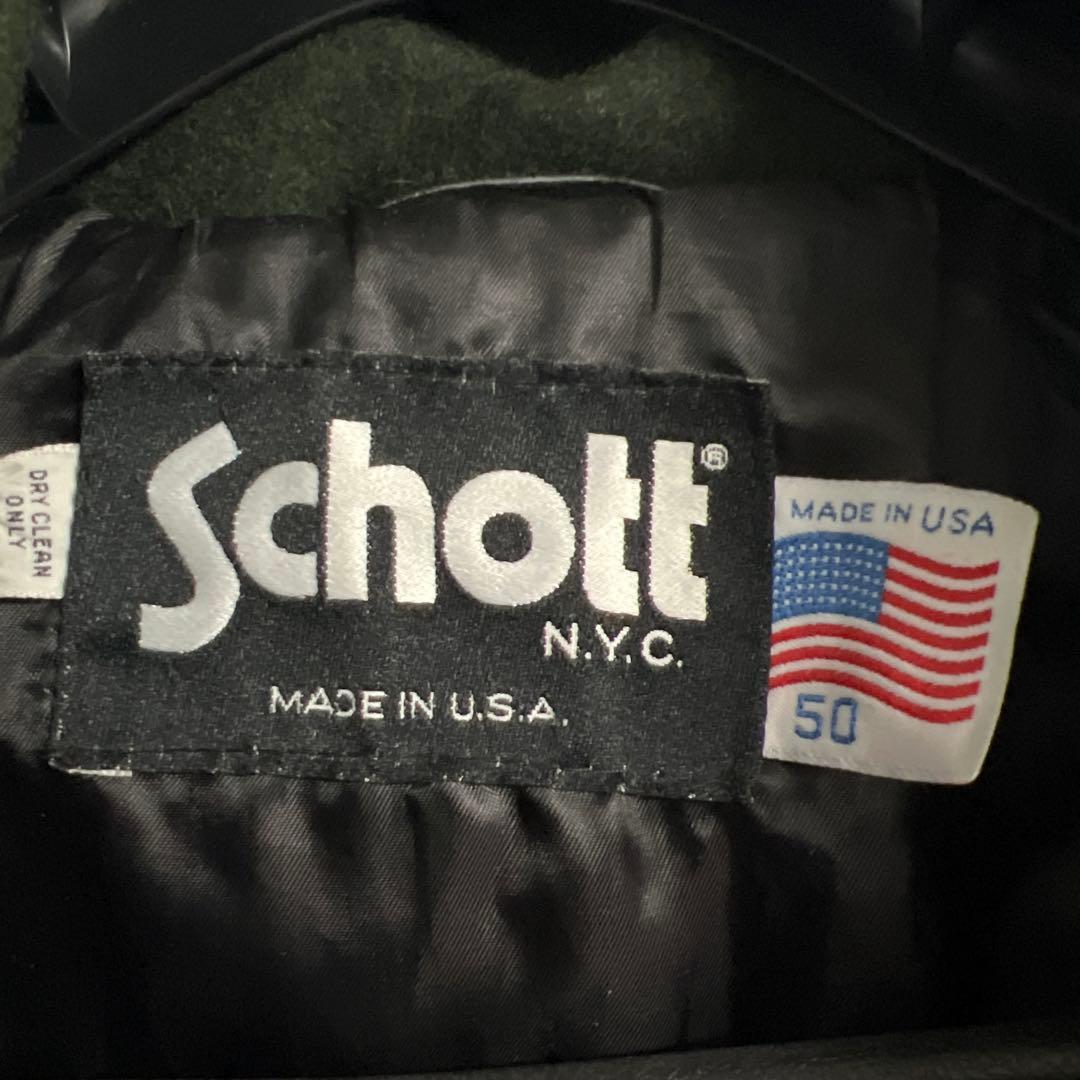 DRY CLEAN
ONLY
Schott®
N.Y.C.
MADE IN U.S.A.
MADE IN USA
50